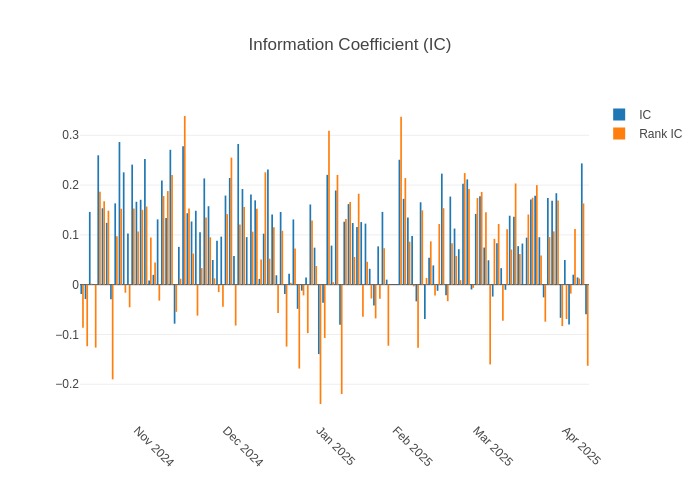 Information Coefficient (IC)
IC
Rank IC
0.3
0.2
0.1
0
−0.1
−0.2
Nov 2024
Dec 2024
Jan 2025
Feb 2025
Mar 2025
Apr 2025